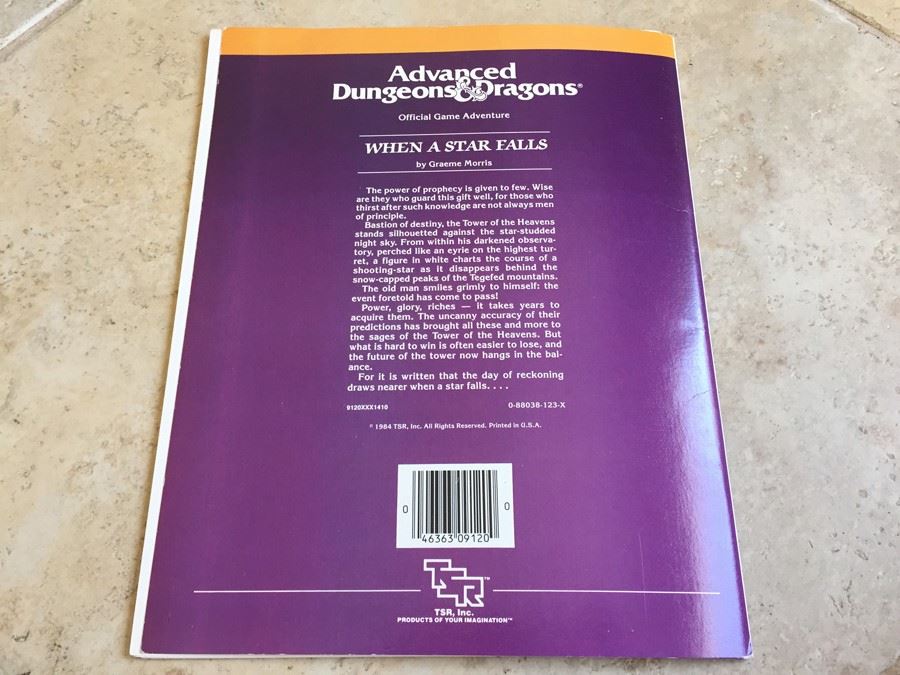 Advanced
Dungeons & Dragons®
Official Game Adventure
WHEN A STAR FALLS
by Graeme Morris
The power of prophecy is given to few. Wise
are they who guard this gift well, for those who
thirst after such knowledge are not always men
of principle.
Bastion of destiny, the Tower of the Heavens
stands silhouetted against the star-studded
night sky. From within his darkened observa-
tory, perched like an eyrie on the highest tur-
ret, a figure in white charts the course of a
shooting-star as it disappears behind the
snow-capped peaks of the Tegefed mountains.
The old man smiles grimly to himself: the
event foretold has come to pass!
Power, glory, riches — it takes years to
acquire them. The uncanny accuracy of their
predictions has brought all these and more to
the sages of the Tower of the Heavens. But
what is hard to win is often easier to lose, and
the future of the tower now hangs in the bal-
ance.
For it is written that the day of reckoning
draws nearer when a star falls. . . .
9120XXX1410 0-88038-123-X
© 1984 TSR, Inc. All Rights Reserved. Printed in U.S.A.
0 46363 09120 0
TSR™
TSR, Inc.
PRODUCTS OF YOUR IMAGINATION™